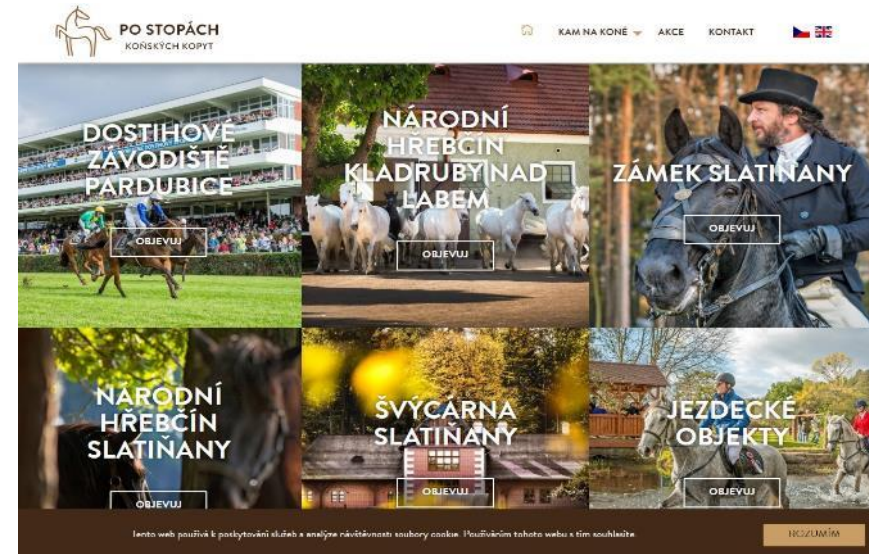 PO STOPÁCH
KOŇSKÝCH KOPYT
KAM NA KONĚ
AKCE
KONTAKT
DOSTIHOVÉ
ZÁVODIŠTĚ
PARDUBICE
OBJEVUJ
NÁRODNÍ
HŘEBČÍN
KLADRUBY NAD
LABEM
OBJEVUJ
ZÁMEK SLATIŇANY
OBJEVUJ
NÁRODNÍ
HŘEBČÍN
SLATIŇANY
OBJEVUJ
ŠVÝCÁRNA
SLATIŇANY
OBJEVUJ
JEZDECKÉ
OBJEKTY
OBJEVUJ
Tento web používá k poskytování služeb a analýze návštěvnosti soubory cookie. Používáním tohoto webu s tím souhlasíte.
ROZUMÍM